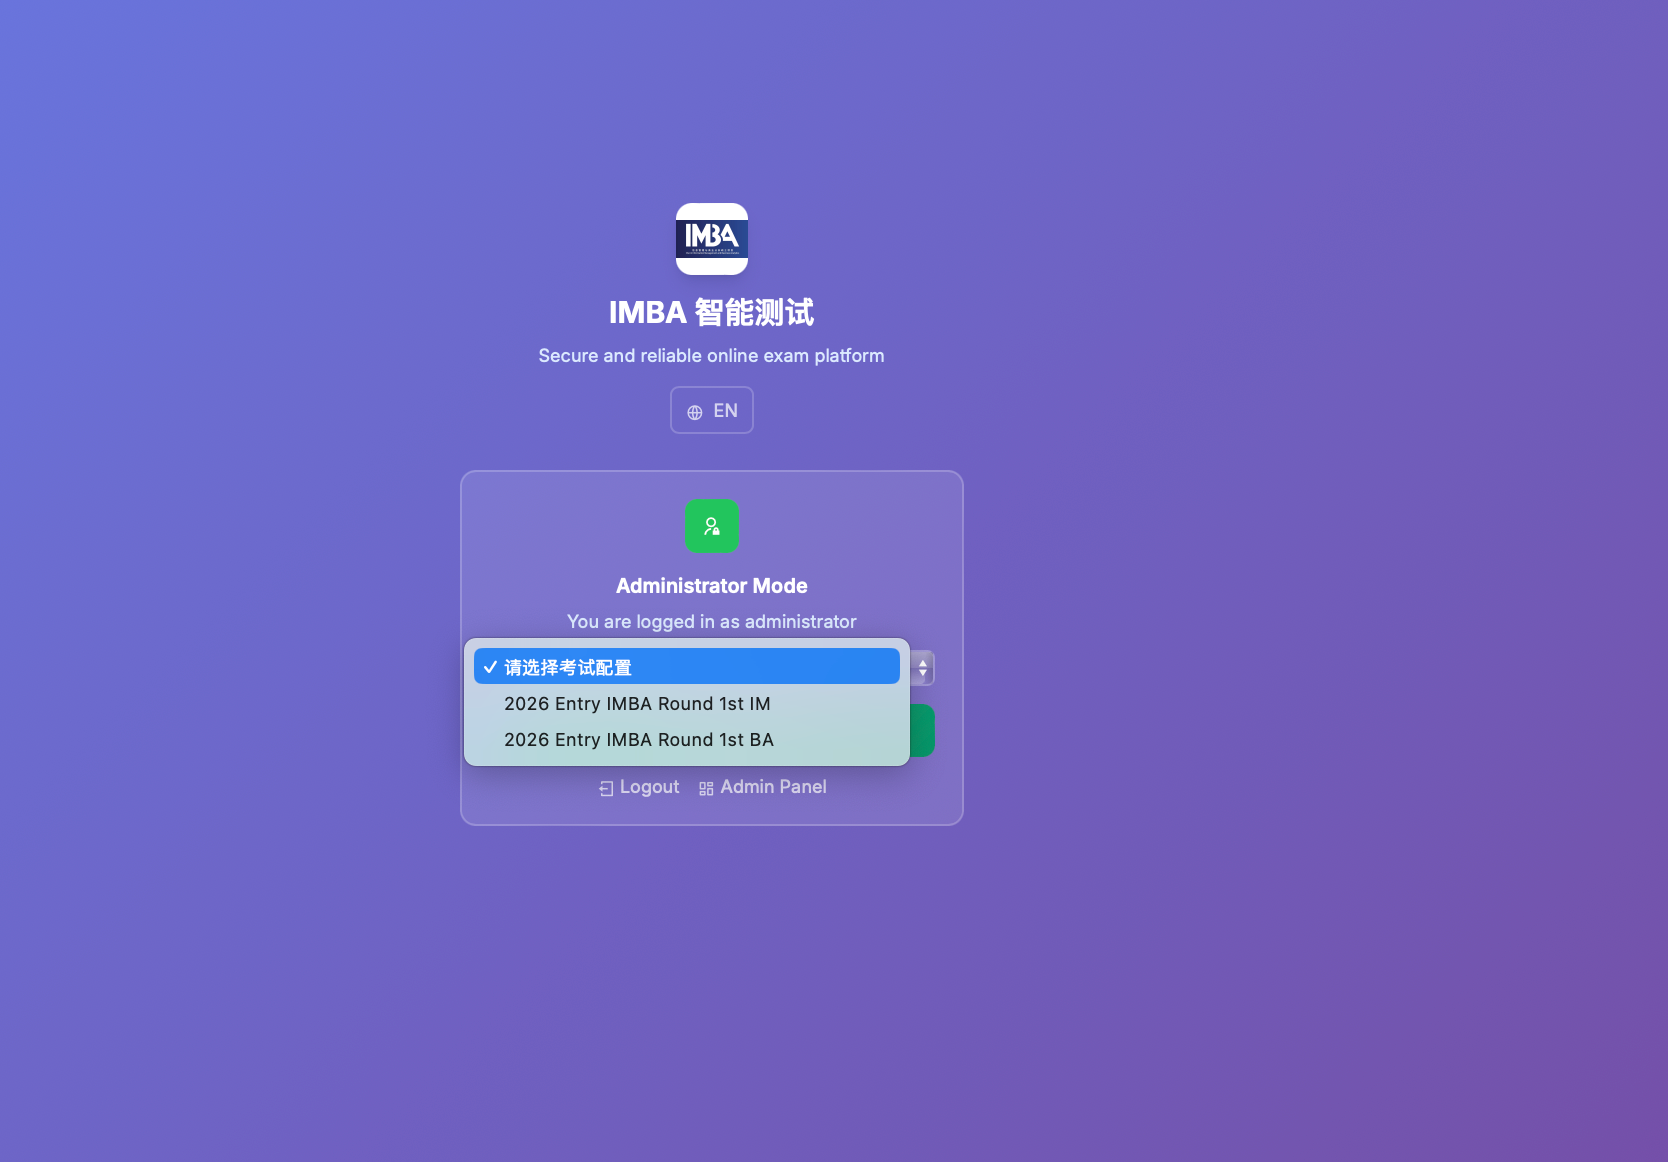 IMBA
IMBA 智能测试
Secure and reliable online exam platform
EN
Administrator Mode
You are logged in as administrator
请选择考试配置
2026 Entry IMBA Round 1st IM
2026 Entry IMBA Round 1st BA
Logout
Admin Panel